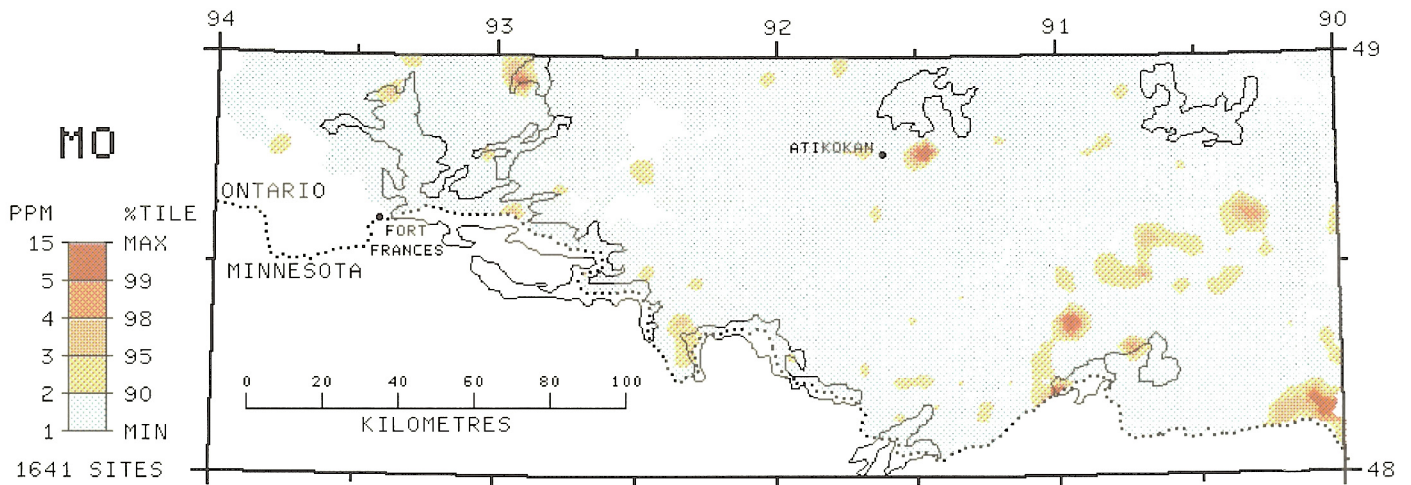 94 93 92 91 90
49
MO
ATIKOKAN
ONTARIO
PPM %TILE
FORT
FRANCES
15 MAX
MINNESOTA
5 99
4 98
3 95
2 90
1 MIN
0 20 40 60 80 100
KILOMETRES
1641 SITES
48